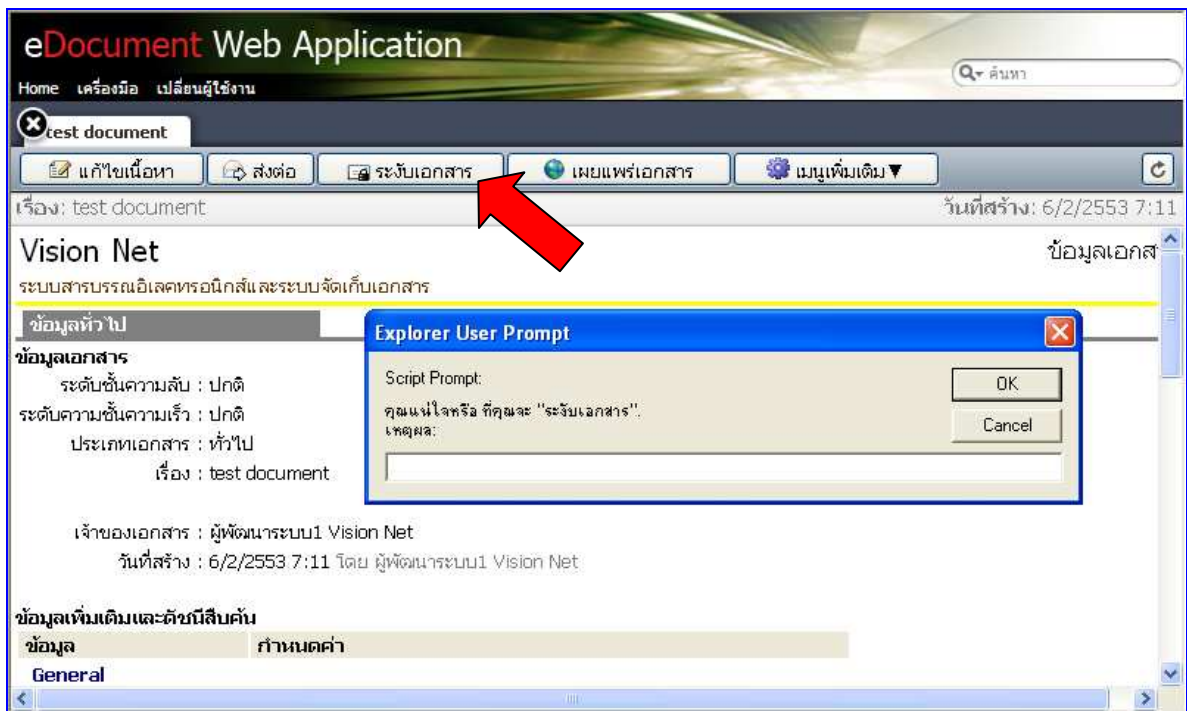 eDocument Web Application
Home เครื่องมือ เปลี่ยนผู้ใช้งาน
ค้นหา
test document
แก้ไขเนื้อหา ส่งต่อ ระงับเอกสาร เผยแพร่เอกสาร เมนูเพิ่มเติม▼
เรื่อง: test document วันที่สร้าง: 6/2/2553 7:11
Vision Net ข้อมูลเอกส
ระบบสารบรรณอิเลคทรอนิกส์และระบบจัดเก็บเอกสาร
ข้อมูลทั่วไป
ข้อมูลเอกสาร
ระดับชั้นความลับ : ปกติ
ระดับความชั้นความเร็ว : ปกติ
ประเภทเอกสาร : ทั่วไป
เรื่อง : test document
Explorer User Prompt
Script Prompt:
OK
คุณแน่ใจหรือ ที่คุณจะ "ระงับเอกสาร".
เหตุผล:
Cancel
เจ้าของเอกสาร : ผู้พัฒนาระบบ1 Vision Net
วันที่สร้าง : 6/2/2553 7:11 โดย ผู้พัฒนาระบบ1 Vision Net
ข้อมูลเพิ่มเติมและดัชนีสืบค้น
ข้อมูล กำหนดค่า
General